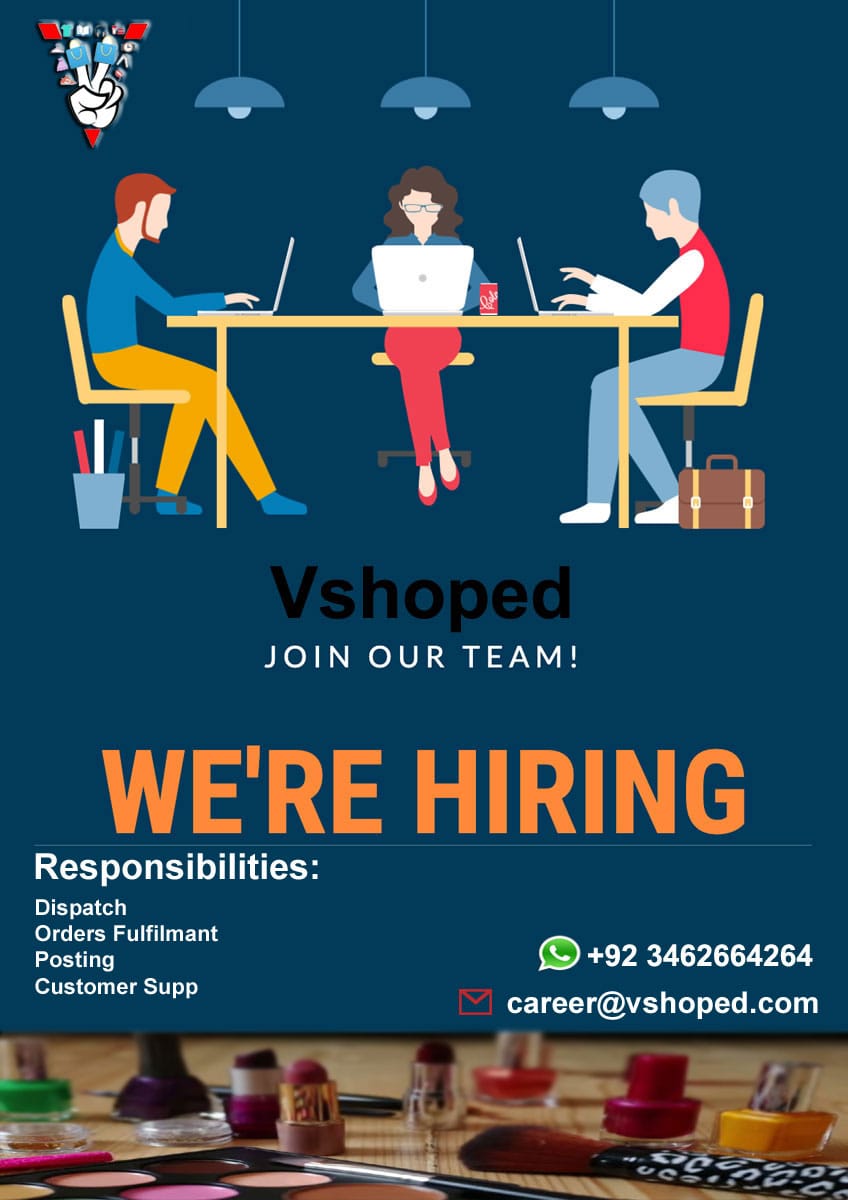 Vshoped
JOIN OUR TEAM!
WE'RE HIRING
Responsibilities:
Dispatch
Orders Fulfilmant
Posting
Customer Supp
+92 3462664264
career@vshoped.com